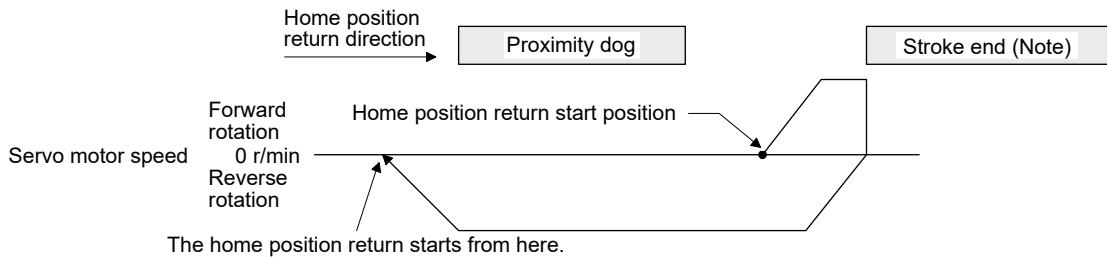 Home position
return direction
Proximity dog
Stroke end (Note)
Forward
rotation
Home position return start position
Servo motor speed
0 r/min
Reverse
rotation
The home position return starts from here.